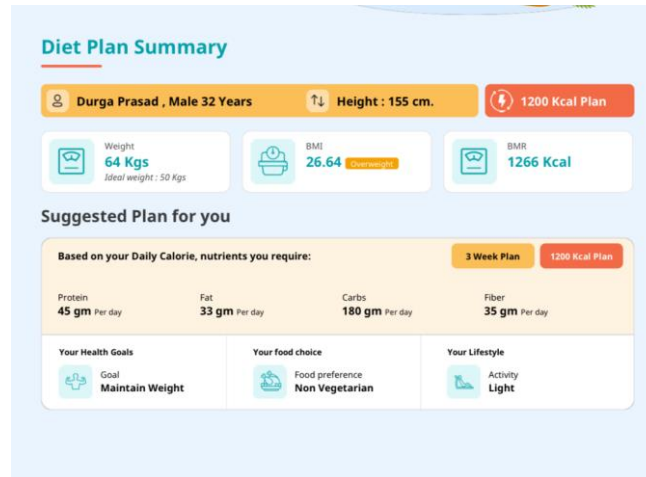 Diet Plan Summary
Durga Prasad , Male 32 Years
Height : 155 cm.
1200 Kcal Plan
Weight
64 Kgs
Ideal weight : 50 Kgs
BMI
26.64 Overweight
BMR
1266 Kcal
Suggested Plan for you
Based on your Daily Calorie, nutrients you require:
3 Week Plan
1200 Kcal Plan
Protein
45 gm Per day
Fat
33 gm Per day
Carbs
180 gm Per day
Fiber
35 gm Per day
Your Health Goals
Goal
Maintain Weight
Your food choice
Food preference
Non Vegetarian
Your Lifestyle
Activity
Light